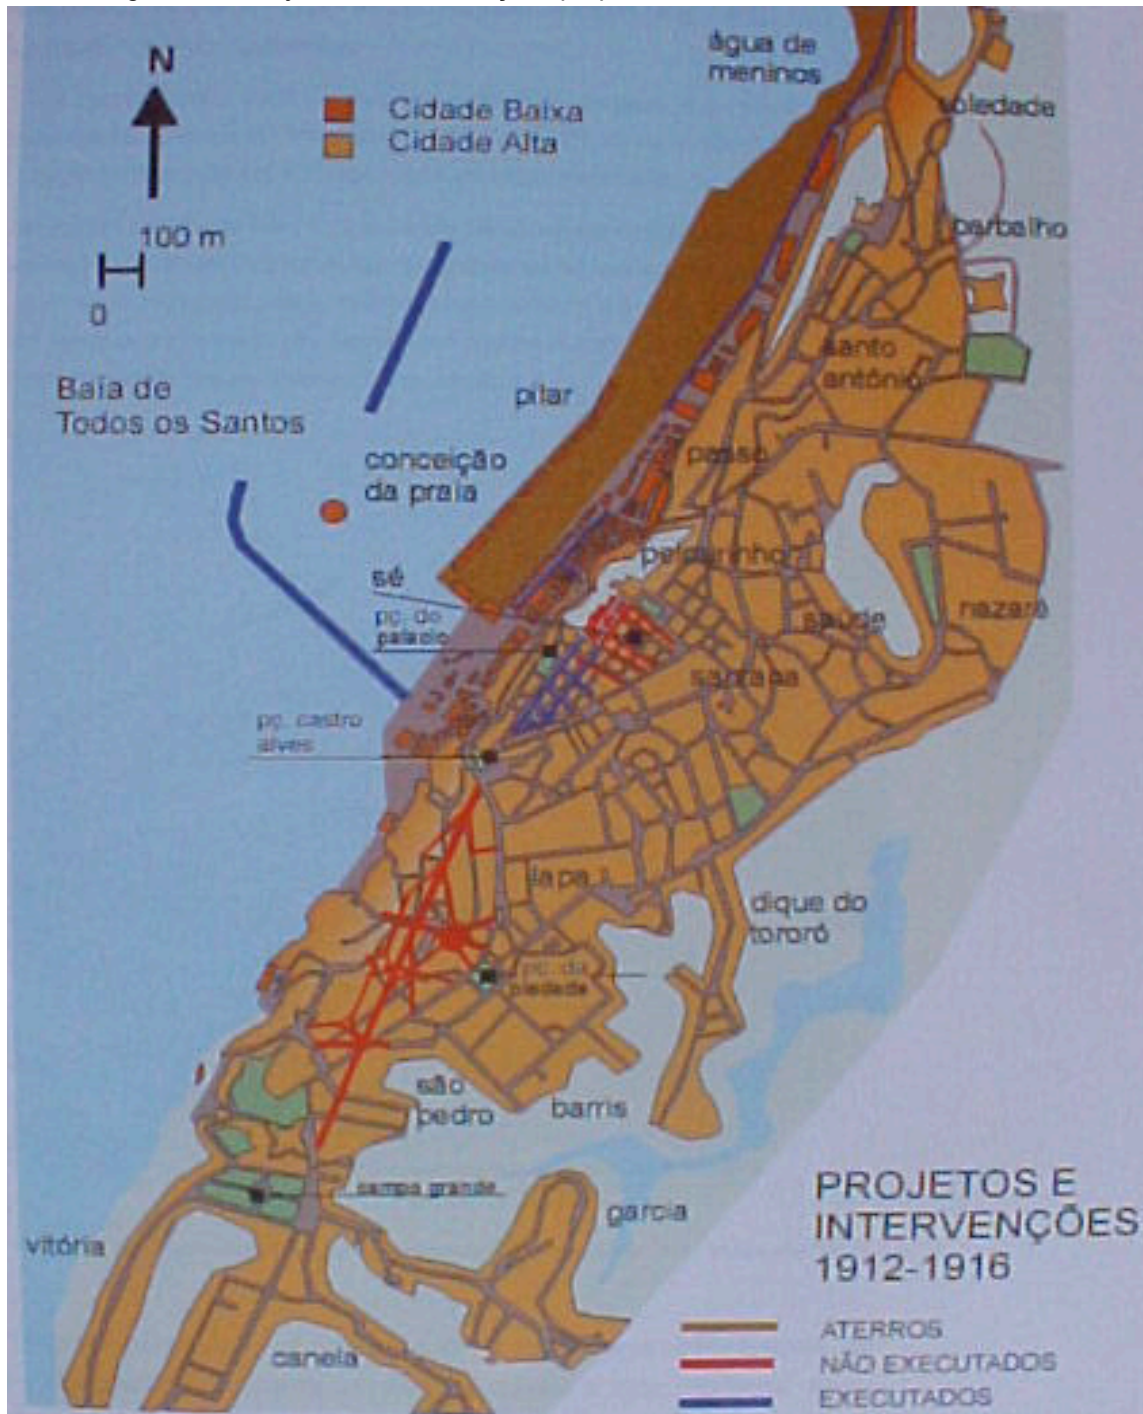 N
Cidade Baixa
Cidade Alta
100 m
0
água de
meninos
soledade
barbalho
Baía de
Todos os Santos
pilar
santo
antônio
conceição
da praia
passo
pelourinho
sé
pç. do
palacio
saúde
nazaré
santana
pç. castro
alves
lapa
dique do
tororó
pç. da
piedade
são
pedro
barris
campo grande
garcia
vitória
canela
PROJETOS E
INTERVENÇÕES
1912-1916
ATERROS
NÃO EXECUTADOS
EXECUTADOS